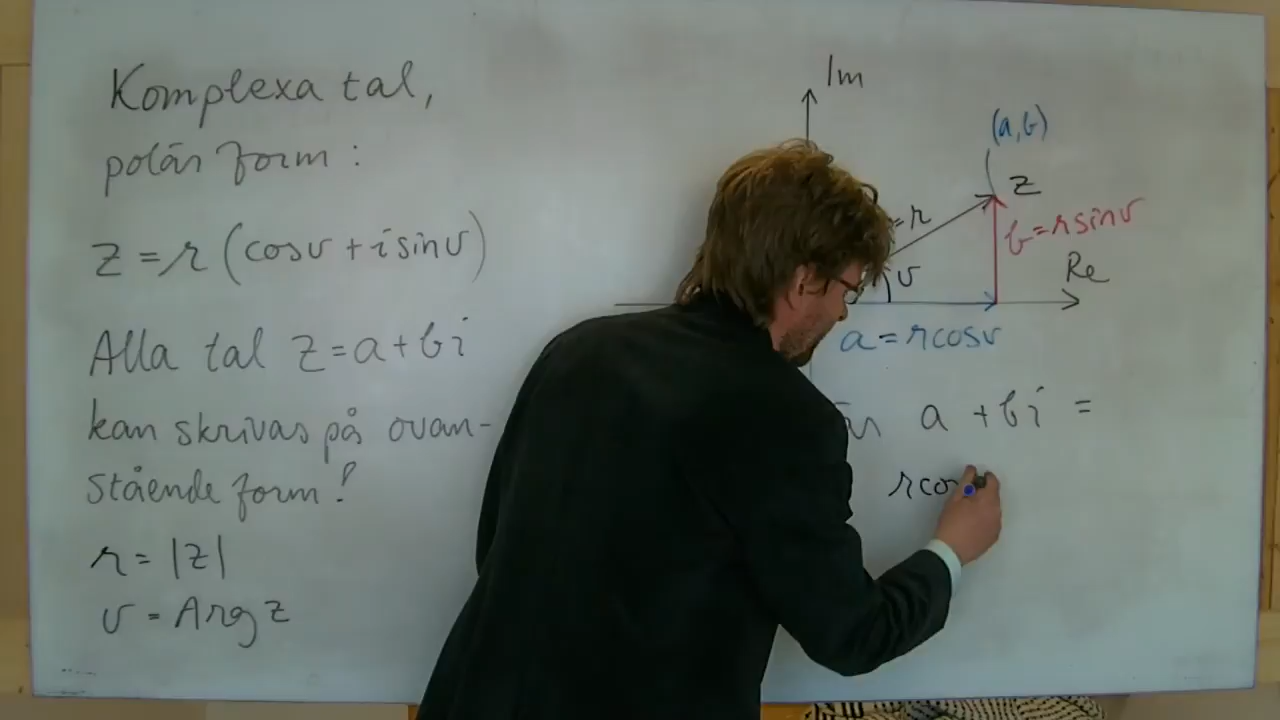 Komplexa tal,
polär form:
z = r (cos v + i sin v)
Alla tal z = a + bi
kan skrivas på ovan-
stående form!
r = |z|
v = Arg z
Im
(a,b)
z
= r
b = r sin v
v
Re
a = r cos v
a + bi =
r co